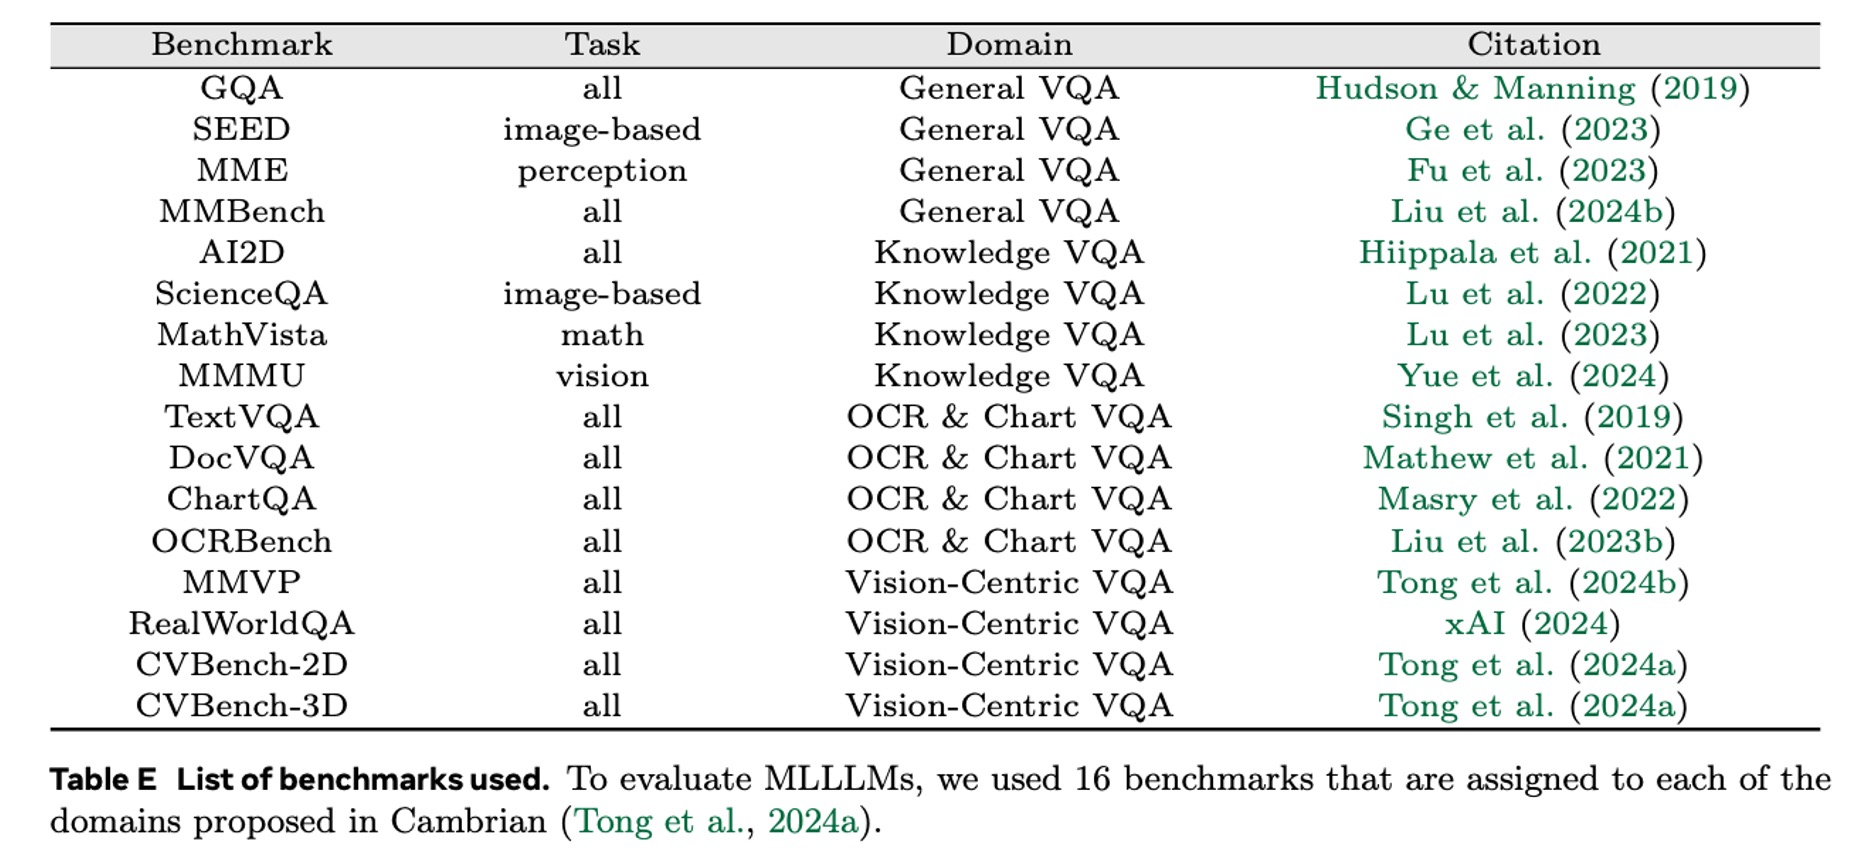 Benchmark Task Domain Citation
GQA all General VQA Hudson & Manning (2019)
SEED image-based General VQA Ge et al. (2023)
MME perception General VQA Fu et al. (2023)
MMBench all General VQA Liu et al. (2024b)
AI2D all Knowledge VQA Hiippala et al. (2021)
ScienceQA image-based Knowledge VQA Lu et al. (2022)
MathVista math Knowledge VQA Lu et al. (2023)
MMMU vision Knowledge VQA Yue et al. (2024)
TextVQA all OCR & Chart VQA Singh et al. (2019)
DocVQA all OCR & Chart VQA Mathew et al. (2021)
ChartQA all OCR & Chart VQA Masry et al. (2022)
OCRBench all OCR & Chart VQA Liu et al. (2023b)
MMVP all Vision-Centric VQA Tong et al. (2024b)
RealWorldQA all Vision-Centric VQA xAI (2024)
CVBench-2D all Vision-Centric VQA Tong et al. (2024a)
CVBench-3D all Vision-Centric VQA Tong et al. (2024a)
Table E List of benchmarks used. To evaluate MLLLMs, we used 16 benchmarks that are assigned to each of the
domains proposed in Cambrian (Tong et al., 2024a).